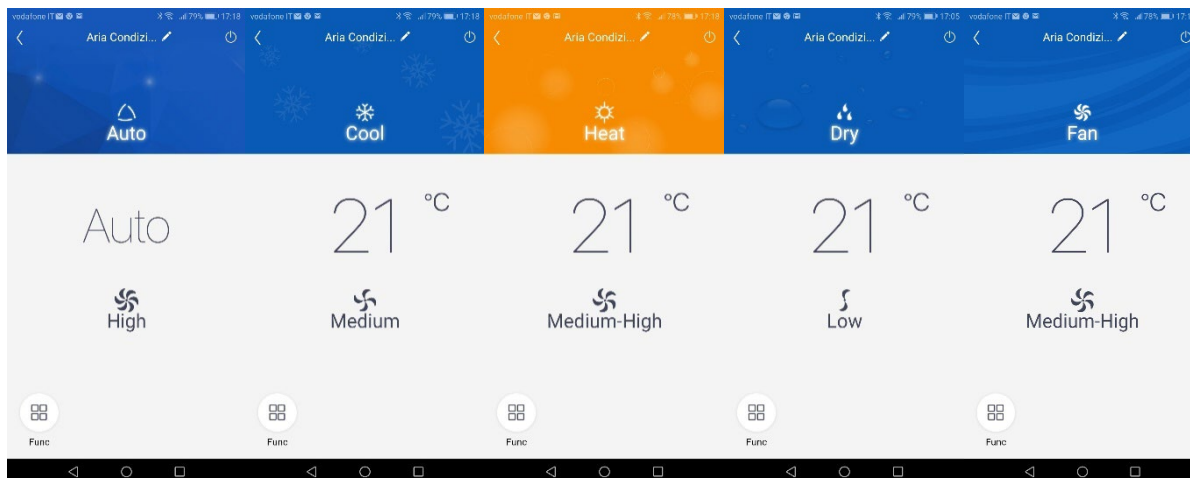 vodafone IT 79% 17:18
Aria Condizi...
Auto
Auto
High
Func
vodafone IT 79% 17:18
Aria Condizi...
Cool
21 °C
Medium
Func
vodafone IT 78% 17:18
Aria Condizi...
Heat
21 °C
Medium-High
Func
vodafone IT 79% 17:05
Aria Condizi...
Dry
21 °C
Low
Func
vodafone IT 78% 17:1
Aria Condizi...
Fan
21 °C
Medium-High
Func